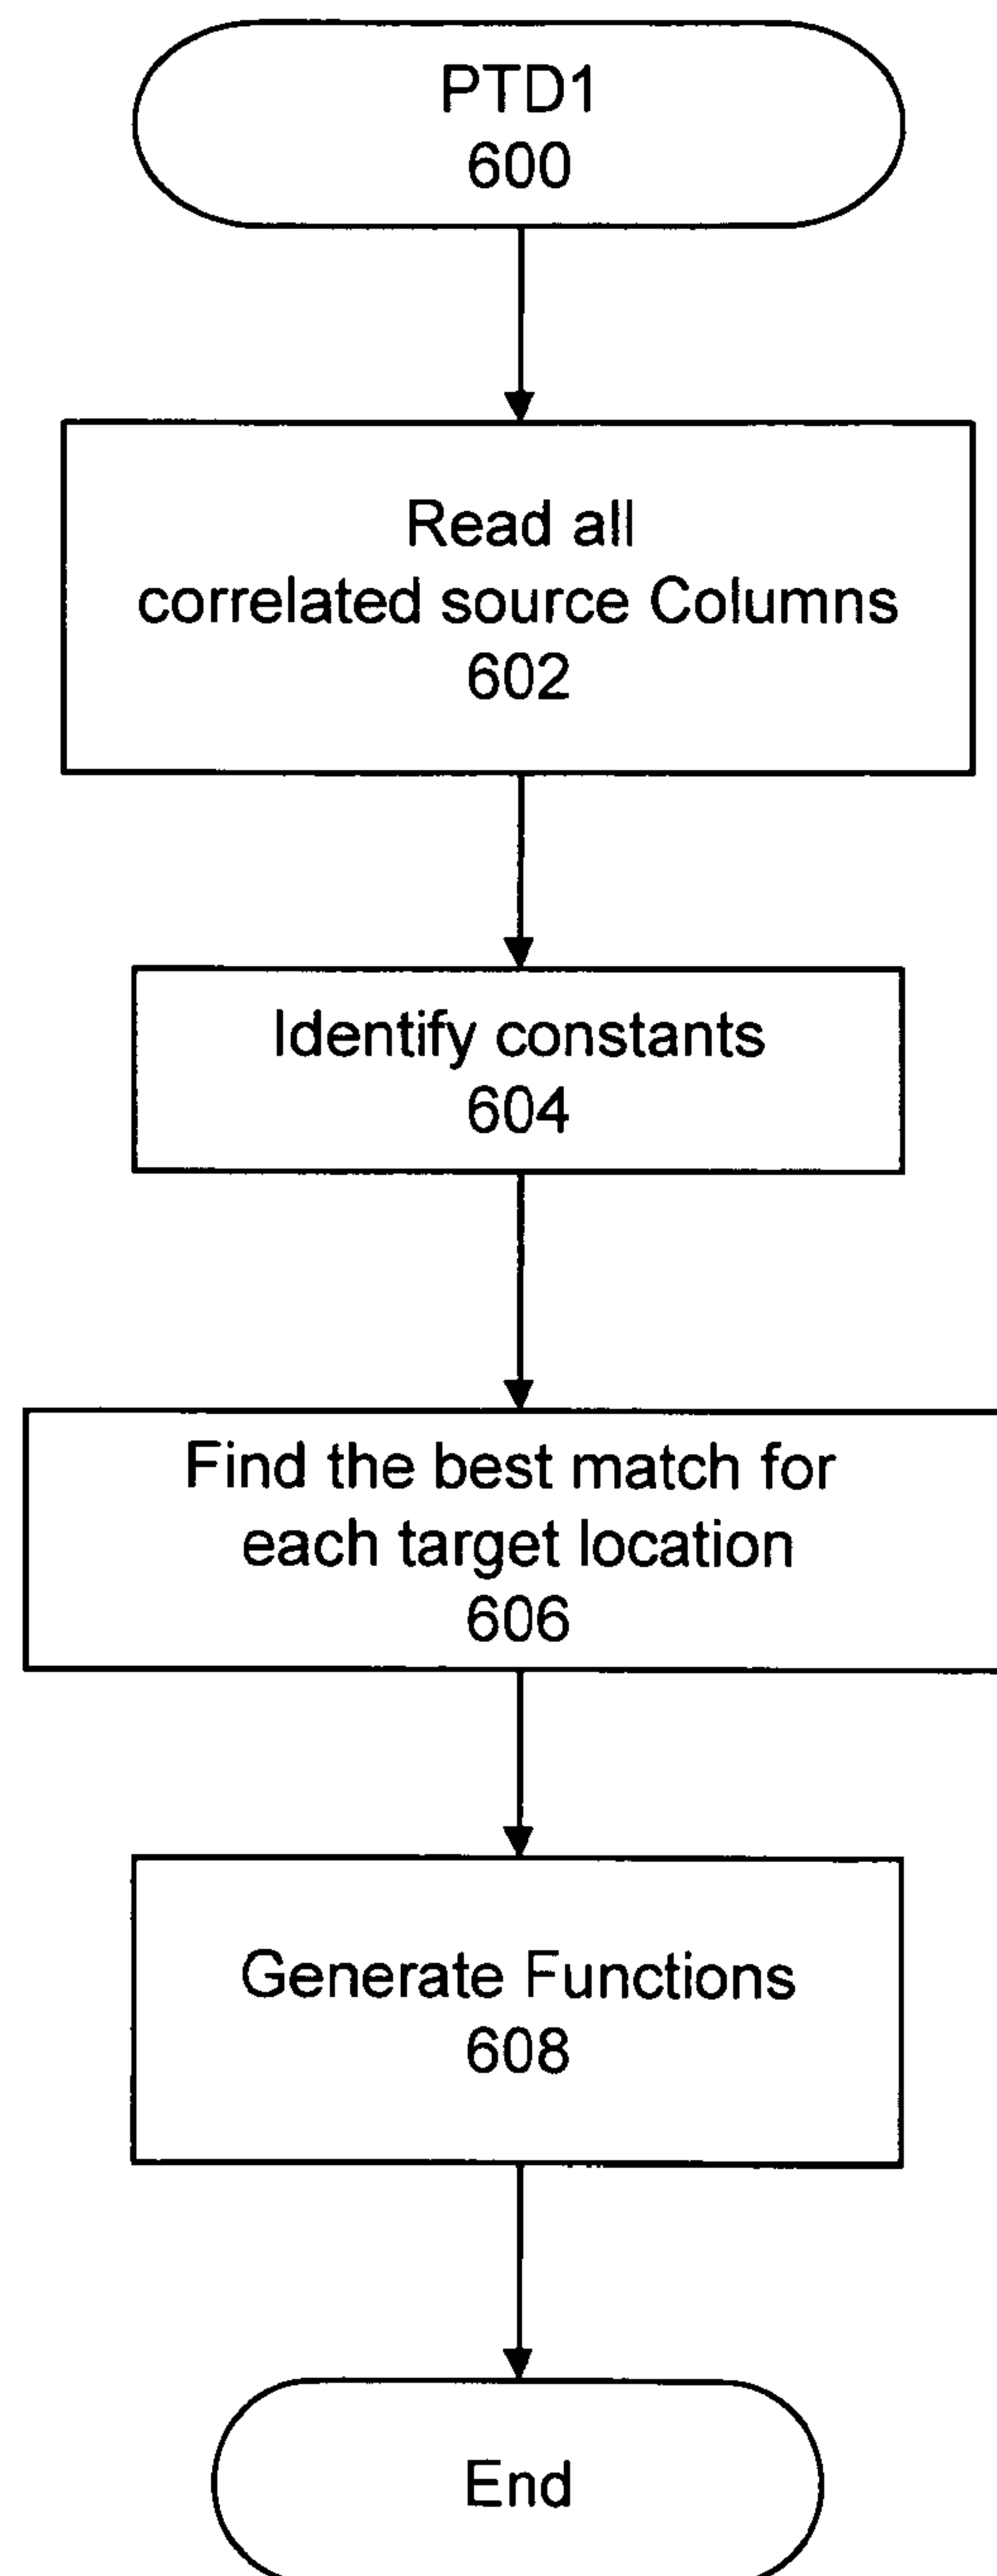 PTD1
600
Read all
correlated source Columns
602
Identify constants
604
Find the best match for
each target location
606
Generate Functions
608
End